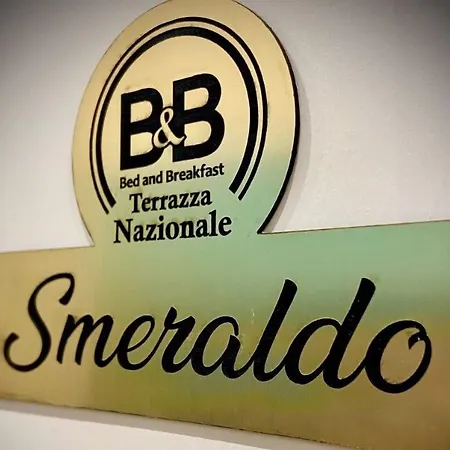 B&B
Bed and Breakfast
Terrazza
Nazionale
Smeraldo